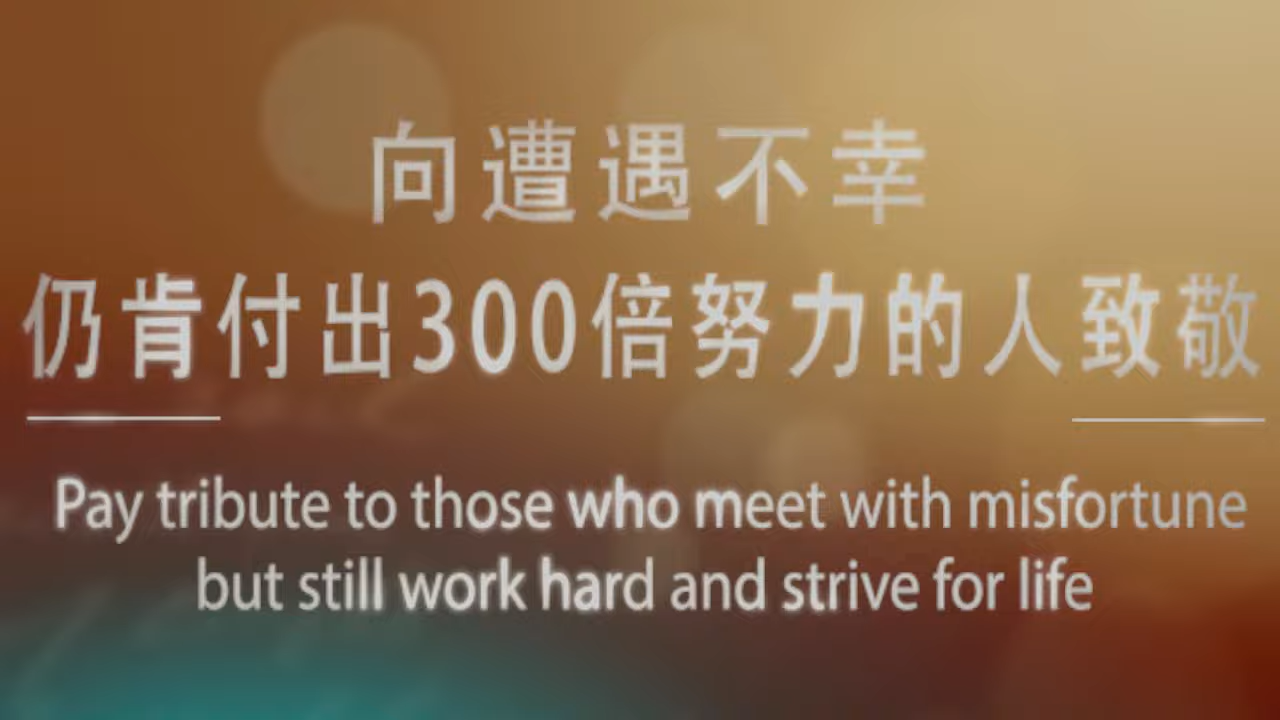 向遭遇不幸
仍肯付出300倍努力的人致敬
Pay tribute to those who meet with misfortune
but still work hard and strive for life